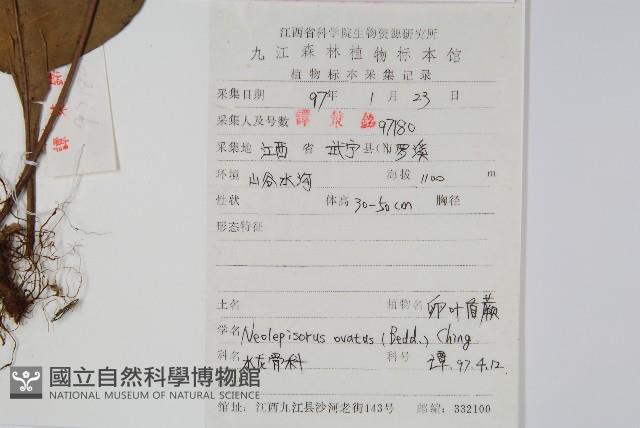 江西省科学院生物资源研究所
九江森林植物标本馆
植物标本采集记录
采集日期 97年 1月 23日
采集人及号数 譚策銘 97180
采集地 江西 省 武宁 县(市) 罗溪
环境 山谷水沟 海拔 1100 m
性状 体高 30-50cm 胸径
形态特征
土名 植物名 卵叶盾蕨
学名 Neolepisorus ovatus (Bedd.) Ching
科名 水龙骨科 科号 谭. 97.4.12.
國立自然科學博物館
NATIONAL MUSEUM OF NATURAL SCIENCE
馆址:江西九江县沙河老街143号 邮编:332100